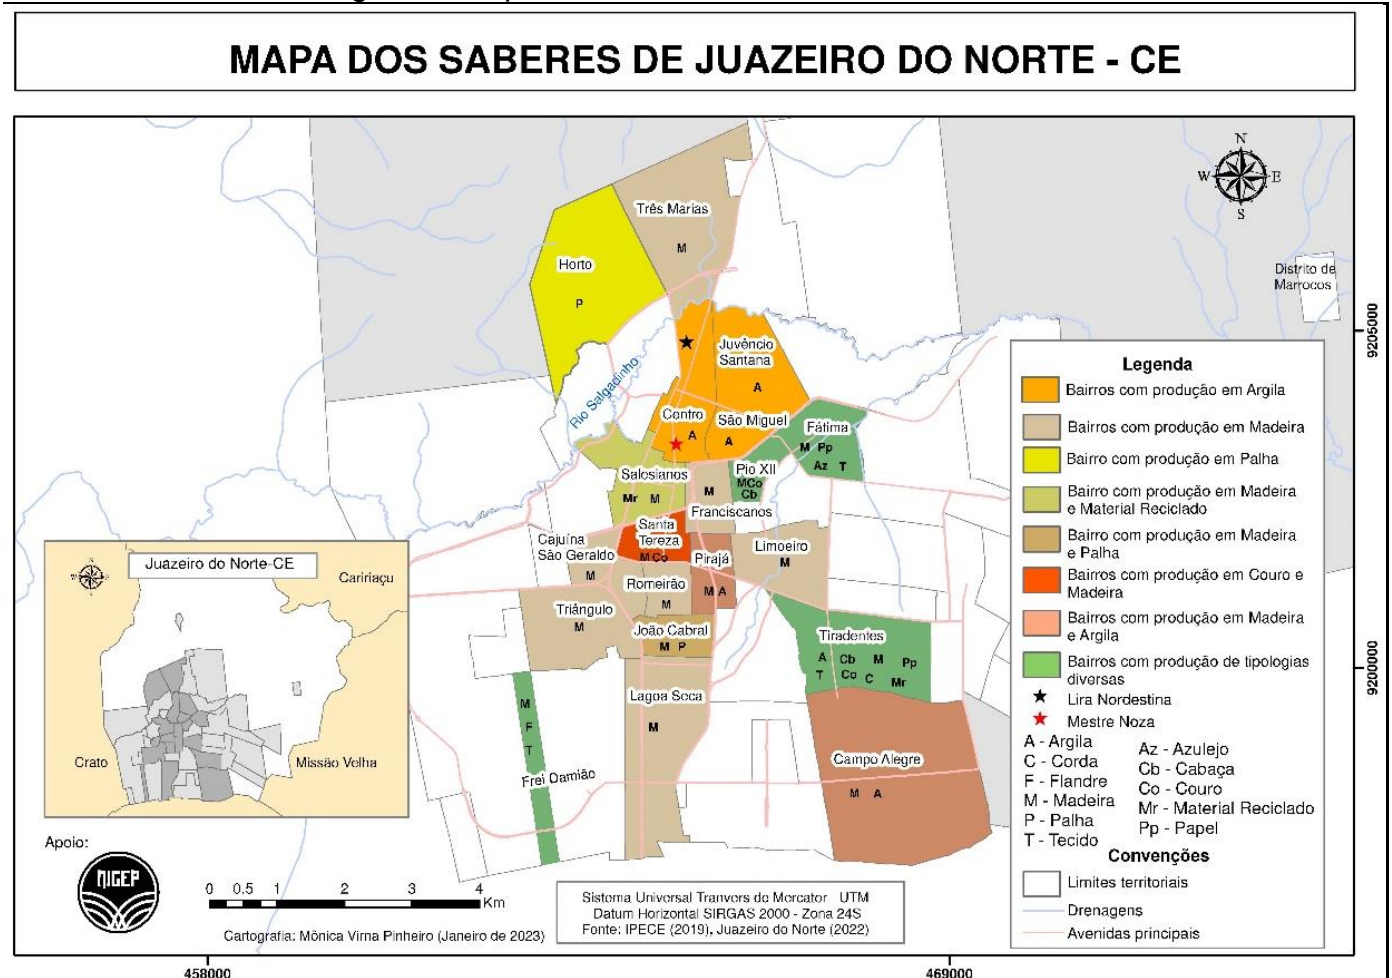 MAPA DOS SABERES DE JUAZEIRO DO NORTE - CE
N
W
E
S
Três Marias
M
Horto
P
Distrito de
Marrocos
Juvêncio
Santana
A
Rio Salgadinho
Centro
A
São Miguel
A
Fátima
M Pp
Az T
Salosianos
Mr M
Pio XII
MCo
Cb
M
Franciscanos
Santa
Tereza
M Co
Cajuína
São Geraldo
M
Pirajá
M A
Limoeiro
M
Romeirão
M
Triângulo
M
João Cabral
M P
Tiradentes
A Cb M Pp
T Co C Mr
Lagoa Seca
M
M
F
T
Frei Damião
Campo Alegre
M A
9205000
9200000
Legenda
Bairros com produção em Argila
Bairros com produção em Madeira
Bairro com produção em Palha
Bairro com produção em Madeira
e Material Reciclado
Bairro com produção em Madeira
e Palha
Bairros com produção em Couro e
Madeira
Bairros com produção em Madeira
e Argila
Bairros com produção de tipologias
diversas
Lira Nordestina
Mestre Noza
A - Argila
C - Corda
F - Flandre
M - Madeira
P - Palha
T - Tecido
Az - Azulejo
Cb - Cabaça
Co - Couro
Mr - Material Reciclado
Pp - Papel
Convenções
Limites territoriais
Drenagens
Avenidas principais
Juazeiro do Norte-CE
Caririaçu
Crato
Missão Velha
Apoio:
NIGEP
0 0.5 1 2 3 4
Km
Cartografia: Mônica Virna Pinheiro (Janeiro de 2023)
Sistema Universal Tranvers do Mercator UTM
Datum Horizontal SIRGAS 2000 - Zona 24S
Fonte: IPECE (2019), Juazeiro do Norte (2022)
458000
469000